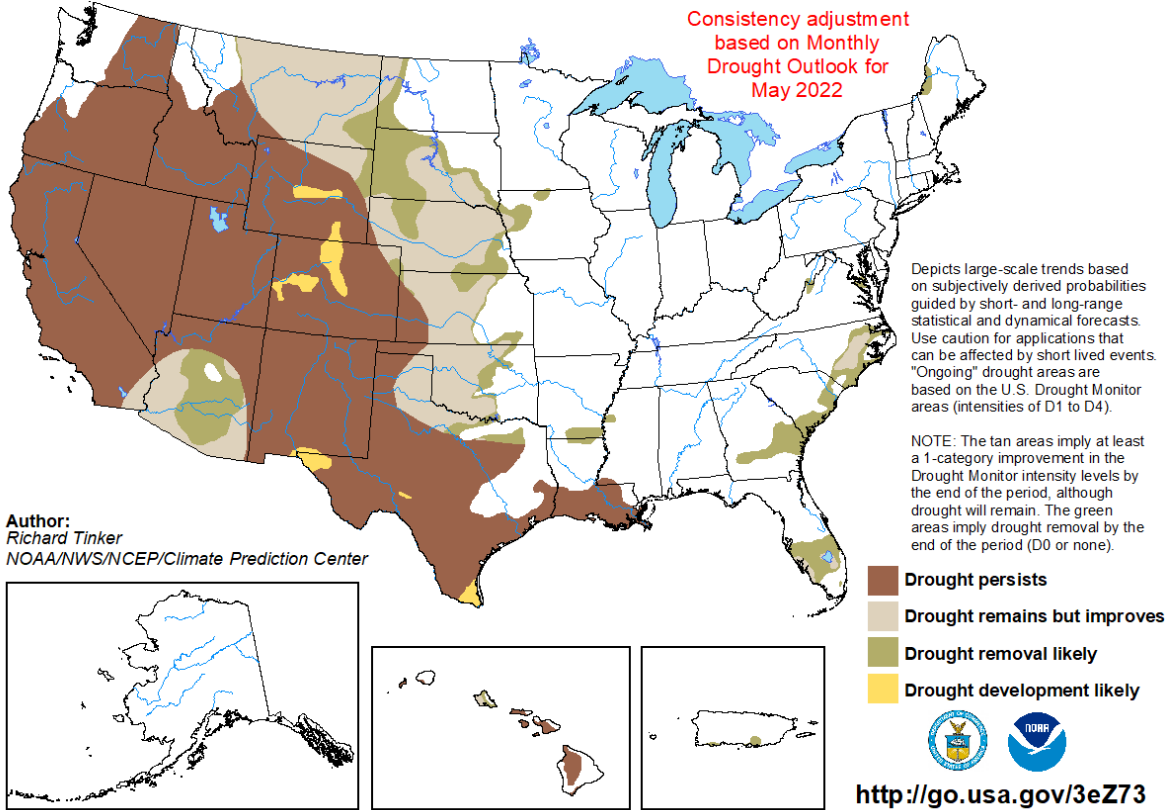 Consistency adjustment
based on Monthly
Drought Outlook for
May 2022
Depicts large-scale trends based
on subjectively derived probabilities
guided by short- and long-range
statistical and dynamical forecasts.
Use caution for applications that
can be affected by short lived events.
"Ongoing" drought areas are
based on the U.S. Drought Monitor
areas (intensities of D1 to D4).
NOTE: The tan areas imply at least
a 1-category improvement in the
Drought Monitor intensity levels by
the end of the period, although
drought will remain. The green
areas imply drought removal by the
end of the period (D0 or none).
Author:
Richard Tinker
NOAA/NWS/NCEP/Climate Prediction Center
Drought persists
Drought remains but improves
Drought removal likely
Drought development likely
NOAA
http://go.usa.gov/3eZ73